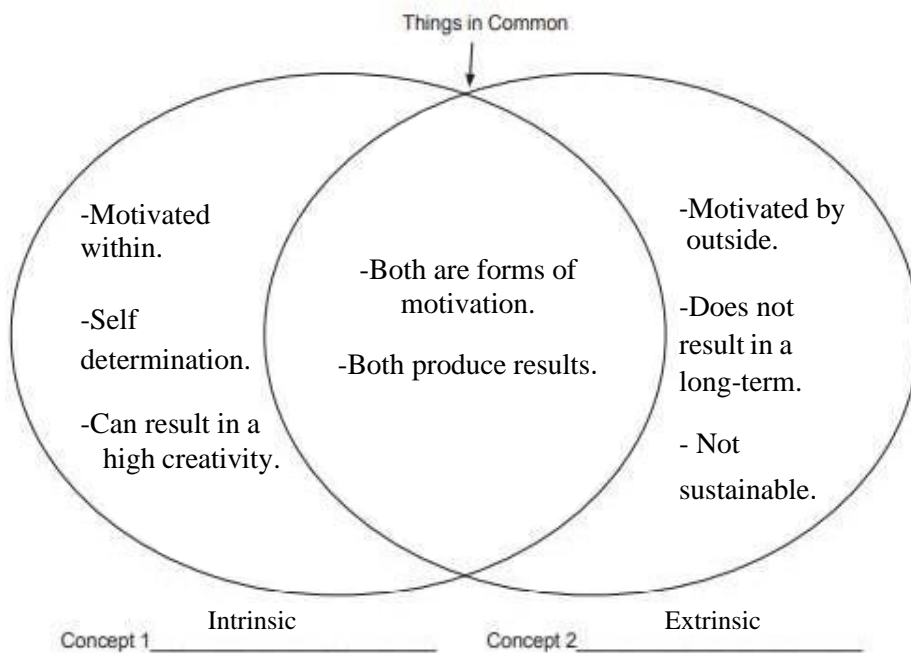 Things in Common
-Motivated
within.
-Self
determination.
-Can result in a
high creativity.
-Both are forms of
motivation.
-Both produce results.
-Motivated by
outside.
-Does not
result in a
long-term.
- Not
sustainable.
Intrinsic
Concept 1
Extrinsic
Concept 2